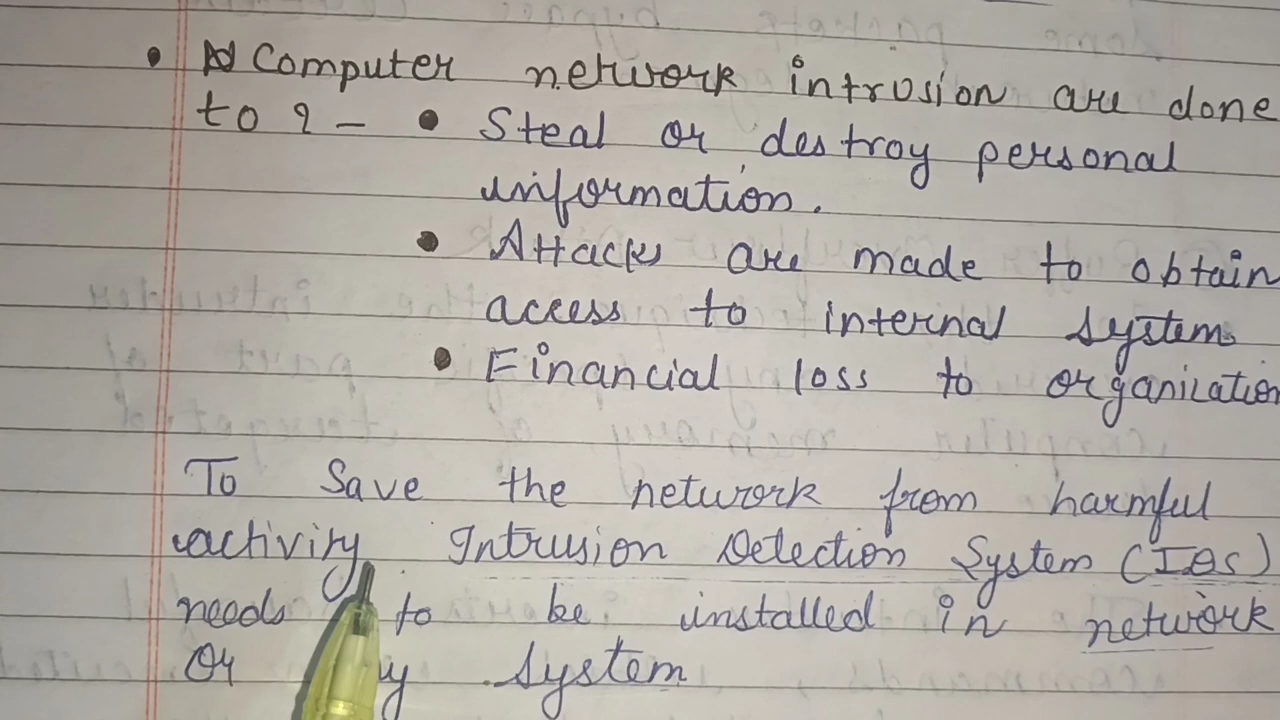 • Computer network intrusion are done
to ? - • Steal or destroy personal
information.
• Attacks are made to obtain
access to internal system
• Financial loss to organization
To Save the network from harmful
activity Intrusion Detection System (IDS)
needs to be installed in network
or system